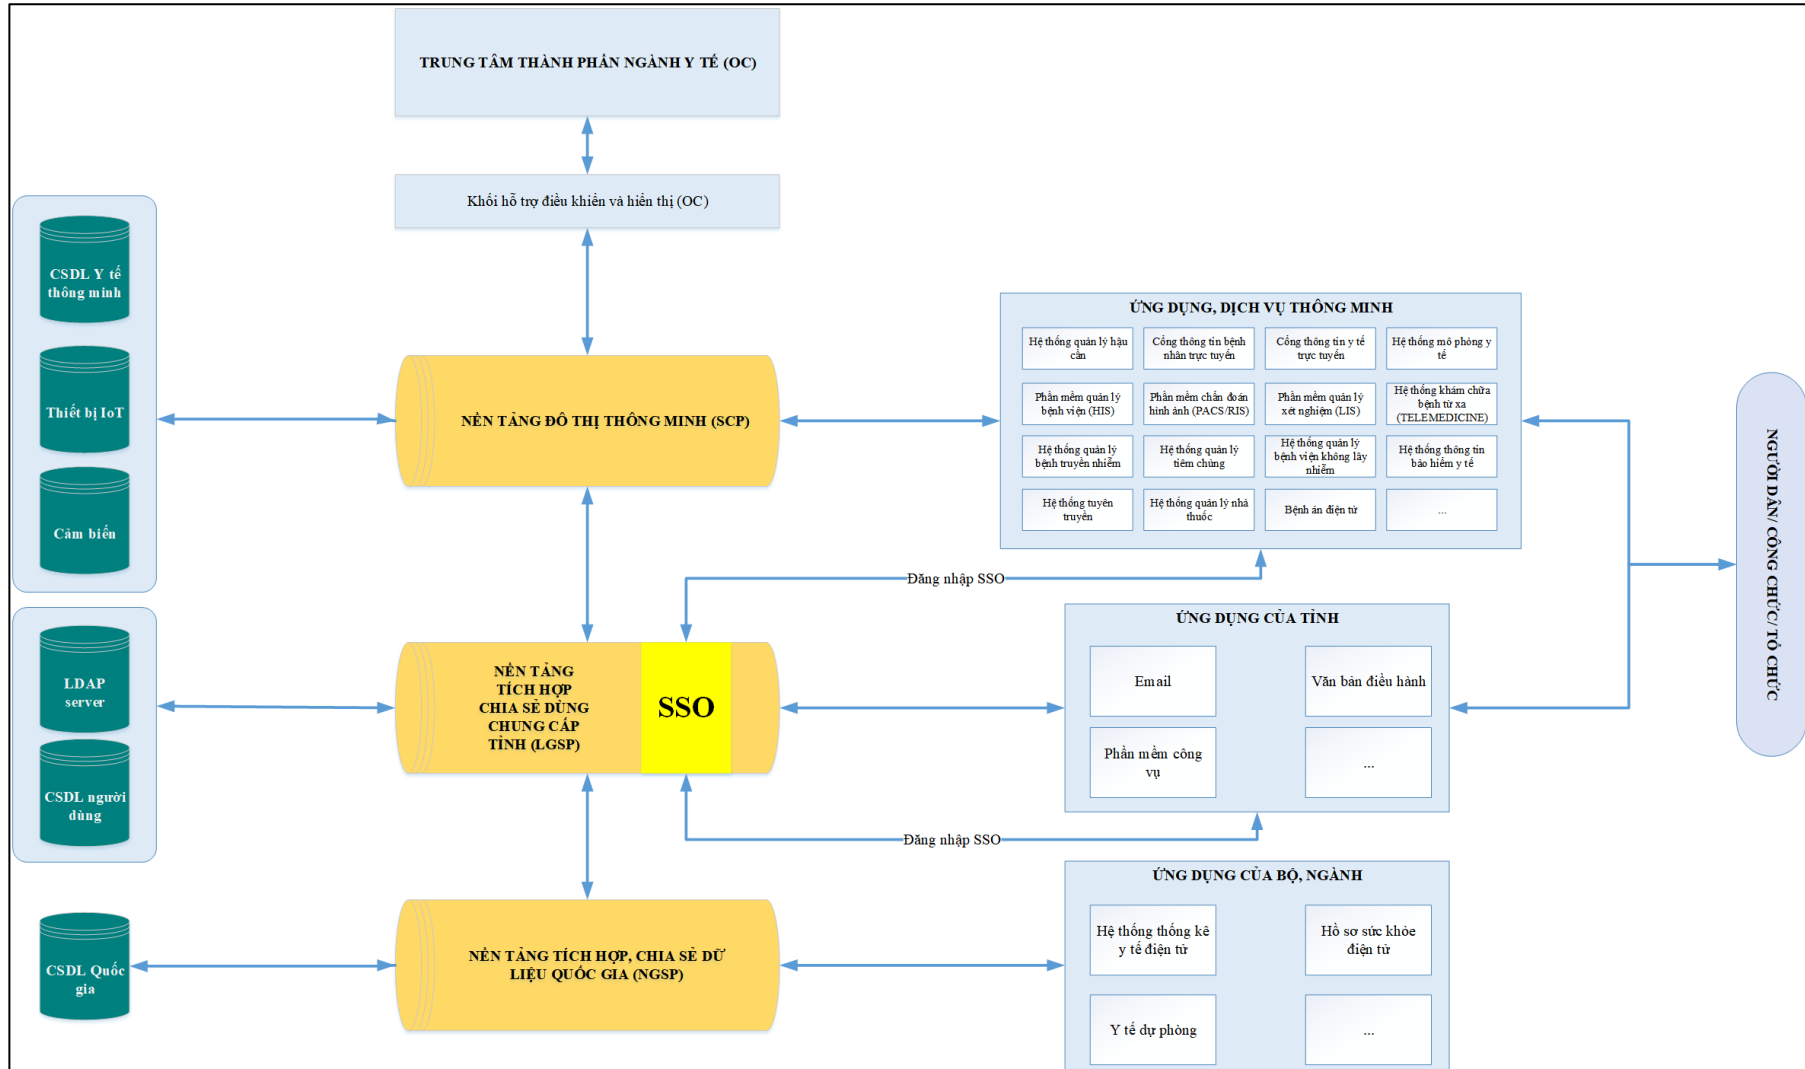 TRUNG TÂM THÀNH PHẦN NGÀNH Y TẾ (OC)
Khối hỗ trợ điều khiển và hiển thị (OC)
CSDL Y tế
thông minh
Thiết bị IoT
Cảm biến
NỀN TẢNG ĐÔ THỊ THÔNG MINH (SCP)
ỨNG DỤNG, DỊCH VỤ THÔNG MINH
Hệ thống quản lý hậu
cần
Cổng thông tin bệnh
nhân trực tuyến
Cổng thông tin y tế
trực tuyến
Hệ thống mô phỏng y
tế
Phần mềm quản lý
bệnh viện (HIS)
Phần mềm chẩn đoán
hình ảnh (PACS/RIS)
Phần mềm quản lý
xét nghiệm (LIS)
Hệ thống khám chữa
bệnh từ xa
(TELEMEDICINE)
Hệ thống quản lý
bệnh truyền nhiễm
Hệ thống quản lý
tiêm chủng
Hệ thống quản lý
bệnh viện không lây
nhiễm
Hệ thống thông tin
bảo hiểm y tế
Hệ thống tuyên
truyền
Hệ thống quản lý nhà
thuốc
Bệnh án điện tử
...
NGƯỜI DÂN/ CÔNG CHỨC/ TỔ CHỨC
Đăng nhập SSO
LDAP
server
CSDL người
dùng
NỀN TẢNG
TÍCH HỢP
CHIA SẺ DÙNG
CHUNG CẤP
TỈNH (LGSP)
SSO
ỨNG DỤNG CỦA TỈNH
Email
Văn bản điều hành
Phần mềm công
vụ
...
Đăng nhập SSO
CSDL Quốc
gia
NỀN TẢNG TÍCH HỢP, CHIA SẺ DỮ
LIỆU QUỐC GIA (NGSP)
ỨNG DỤNG CỦA BỘ, NGÀNH
Hệ thống thống kê
y tế điện tử
Hồ sơ sức khỏe
điện tử
Y tế dự phòng
...